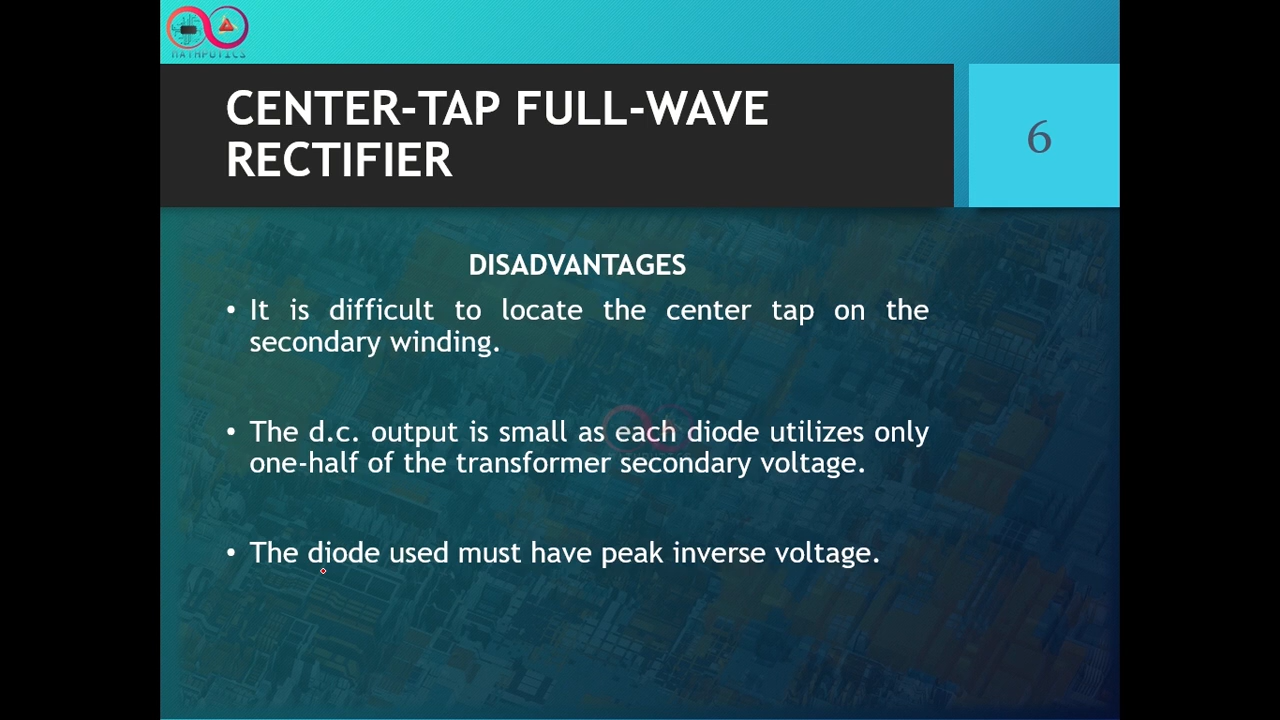 MATHPUTICS
CENTER-TAP FULL-WAVE
RECTIFIER
6
DISADVANTAGES
• It is difficult to locate the center tap on the
secondary winding.
• The d.c. output is small as each diode utilizes only
one-half of the transformer secondary voltage.
• The diode used must have peak inverse voltage.